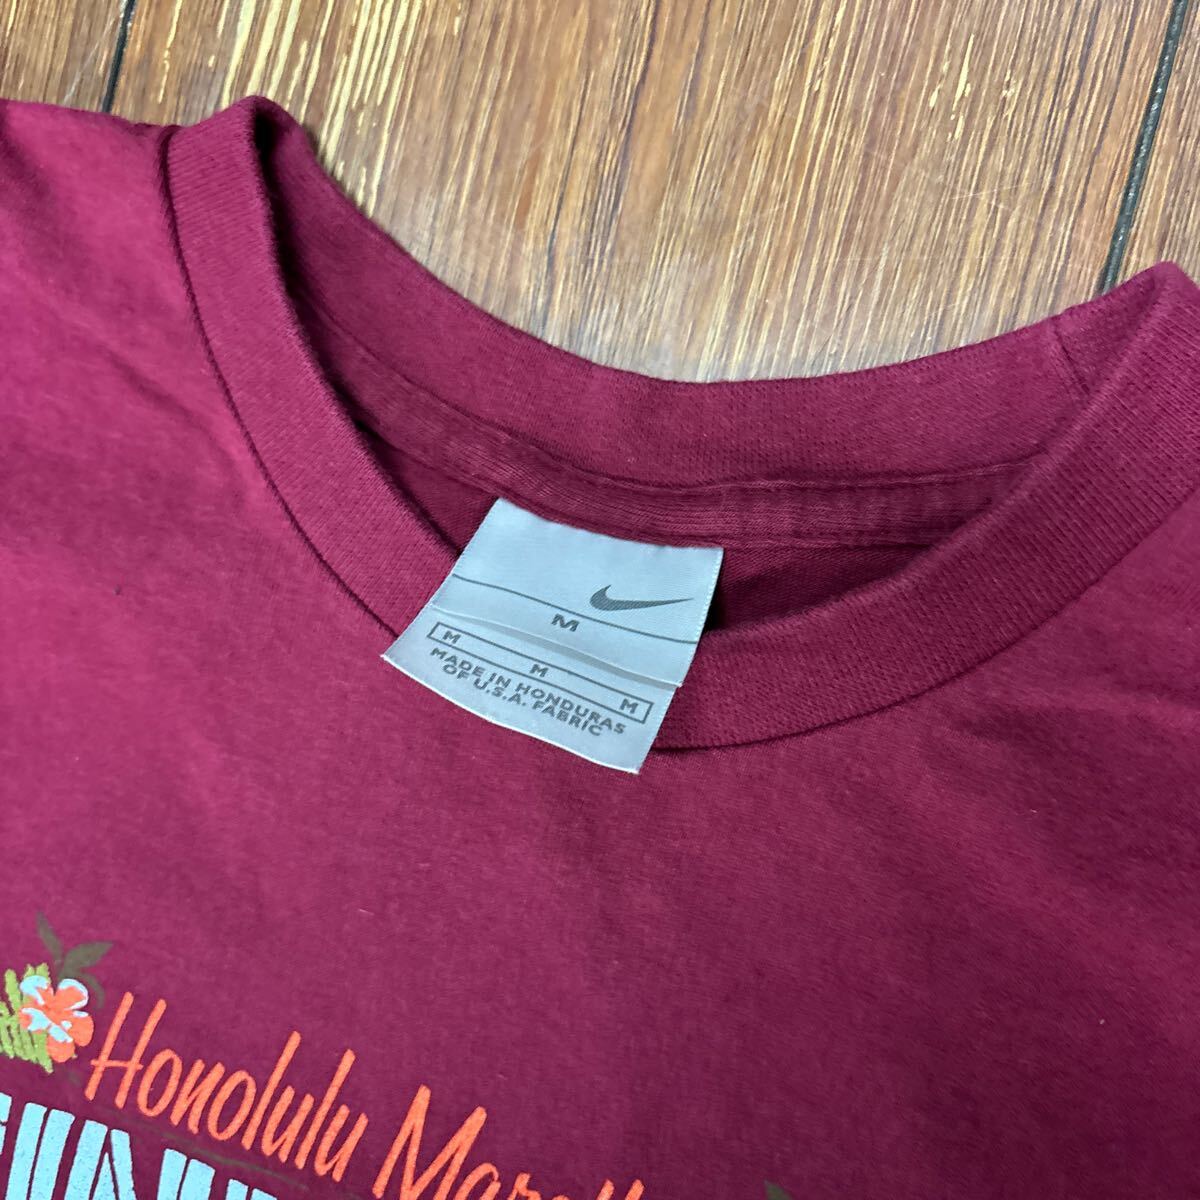 M
M M M
MADE IN HONDURAS
OF U.S.A. FABRIC
Honolulu